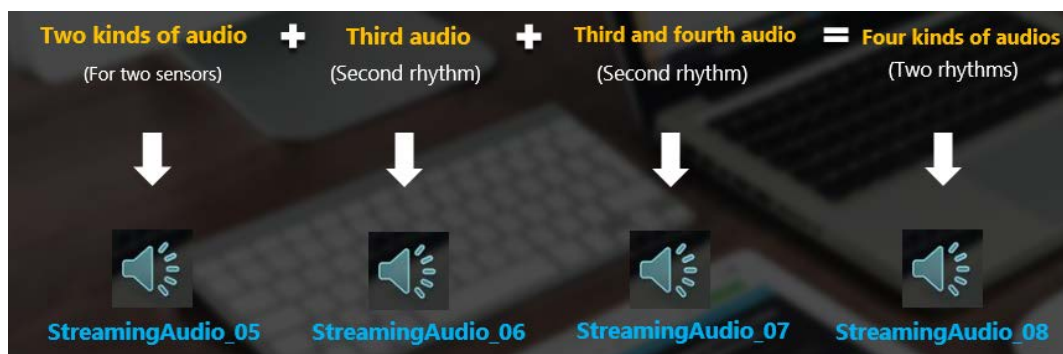 Two kinds of audio + Third audio + Third and fourth audio = Four kinds of audios
(For two sensors) (Second rhythm) (Second rhythm) (Two rhythms)
StreamingAudio_05 StreamingAudio_06 StreamingAudio_07 StreamingAudio_08